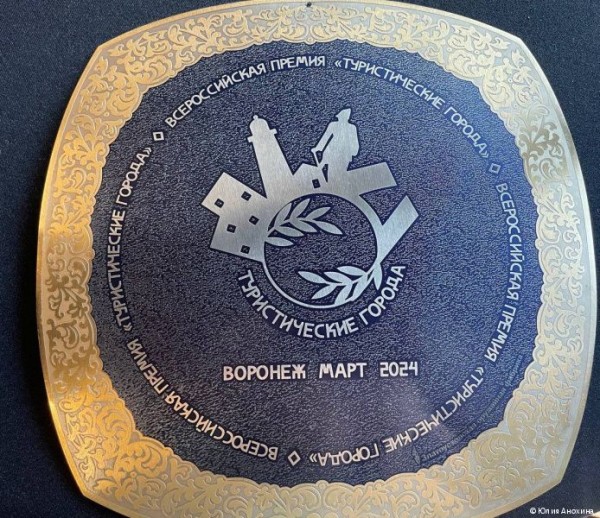 ВСЕРОССИЙСКАЯ ПРЕМИЯ «ТУРИСТИЧЕСКИЕ ГОРОДА» ◇
ВСЕРОССИЙСКАЯ ПРЕМИЯ «ТУРИСТИЧЕСКИЕ ГОРОДА» ◇
ВСЕРОССИЙСКАЯ ПРЕМИЯ «ТУРИСТИЧЕСКИЕ ГОРОДА» ◇
ТУРИСТИЧЕСКИЕ ГОРОДА
ВОРОНЕЖ МАРТ 2024
© Юлия Анохина